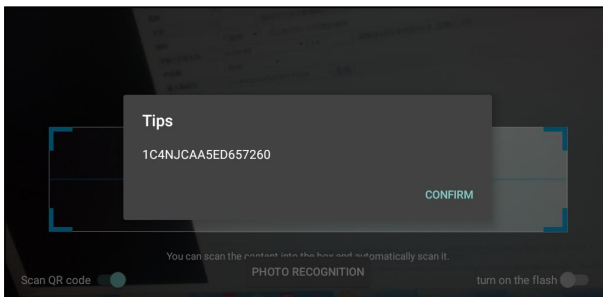 Tips
1C4NJCAA5ED657260
CONFIRM
You can scan the content into the box and automatically scan it.
Scan QR code
PHOTO RECOGNITION
turn on the flash